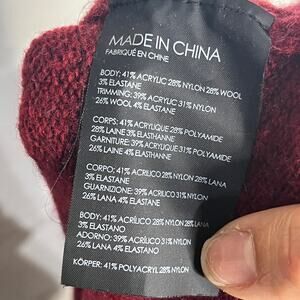 MADE IN CHINA
FABRIQUÉ EN CHINE
BODY: 41% ACRYLIC 28% NYLON 28% WOOL
3% ELASTANE
TRIMMING: 39% ACRYLIC 31% NYLON
26% WOOL 4% ELASTANE
CORPS: 41% ACRYLIQUE 28% POLYAMIDE
28% LAINE 3% ELASTHANNE
GARNITURE: 39% ACRYLIQUE 31% POLYAMIDE
26% LAINE 4% ELASTHANNE
CORPO: 41% ACRILICO 28% NYLON 28% LANA
3% ELASTANE
GUARNIZIONE: 39% ACRILICO 31% NYLON
26% LANA 4% ELASTANE
BODY: 41% ACRÍLICO 28% NYLON 28% LANA
3% ELASTANO
ADORNO: 39% ACRÍLICO 31% NYLON
26% LANA 4% ELASTANO
KÖRPER: 41% POLYACRYL 28% NYLON